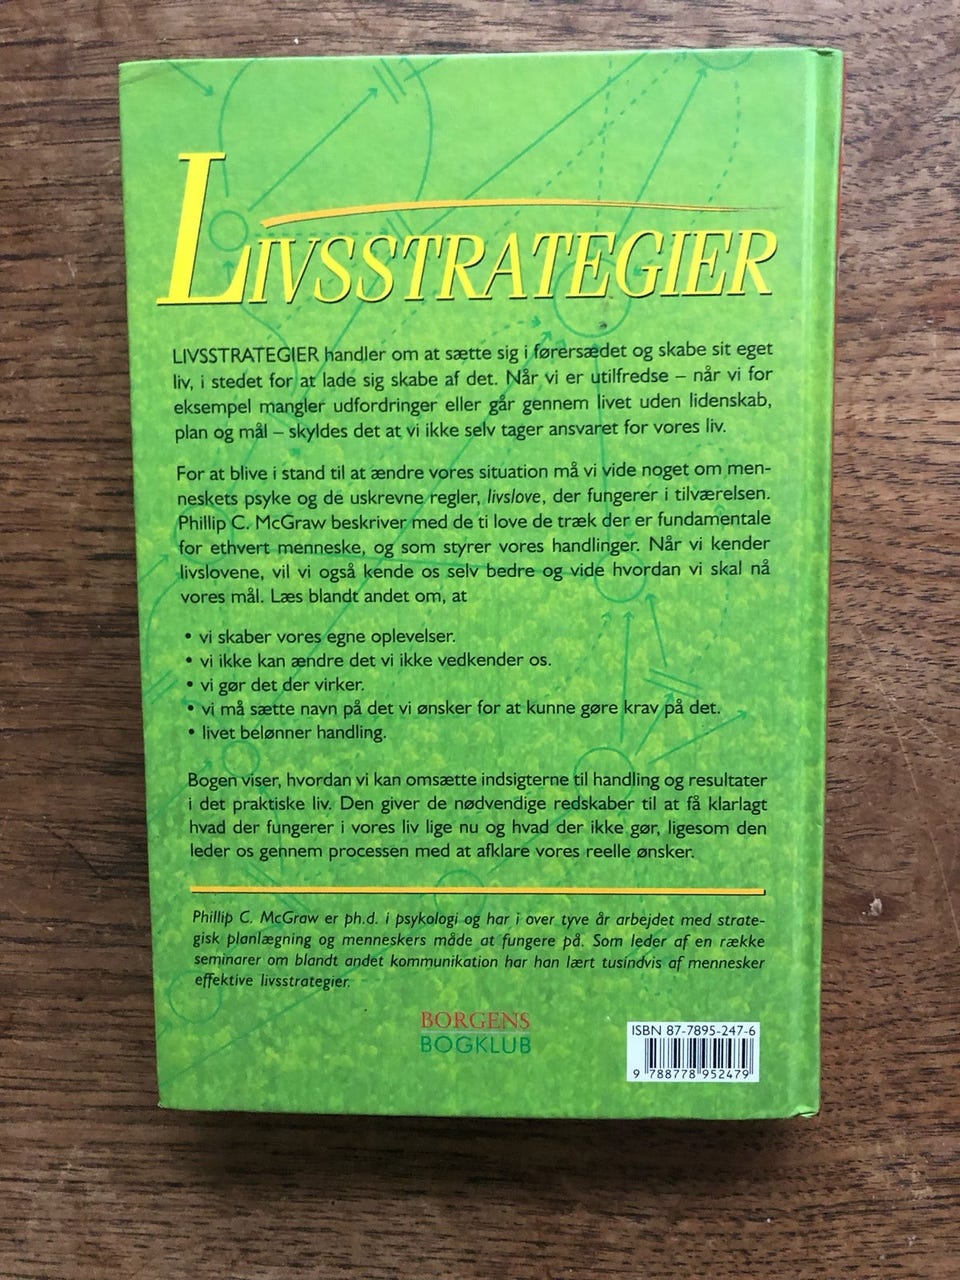 LIVSSTRATEGIER
LIVSSTRATEGIER handler om at sætte sig i førersædet og skabe sit eget
liv, i stedet for at lade sig skabe af det. Når vi er utilfredse – når vi for
eksempel mangler udfordringer eller går gennem livet uden lidenskab,
plan og mål – skyldes det at vi ikke selv tager ansvaret for vores liv.
For at blive i stand til at ændre vores situation må vi vide noget om men-
neskets psyke og de uskrevne regler, livslove, der fungerer i tilværelsen.
Phillip C. McGraw beskriver med de ti love de træk der er fundamentale
for ethvert menneske, og som styrer vores handlinger. Når vi kender
livslovene, vil vi også kende os selv bedre og vide hvordan vi skal nå
vores mål. Læs blandt andet om, at
• vi skaber vores egne oplevelser.
• vi ikke kan ændre det vi ikke vedkender os.
• vi gør det der virker.
• vi må sætte navn på det vi ønsker for at kunne gøre krav på det.
• livet belønner handling.
Bogen viser, hvordan vi kan omsætte indsigterne til handling og resultater
i det praktiske liv. Den giver de nødvendige redskaber til at få klarlagt
hvad der fungerer i vores liv lige nu og hvad der ikke gør, ligesom den
leder os gennem processen med at afklare vores reelle ønsker.
Phillip C. McGraw er ph.d. i psykologi og har i over tyve år arbejdet med strate-
gisk planlægning og menneskers måde at fungere på. Som leder af en række
seminarer om blandt andet kommunikation har han lært tusindvis af mennesker
effektive livsstrategier.
BORGENS
BOGKLUB
ISBN 87-7895-247-6
9 788778 952479